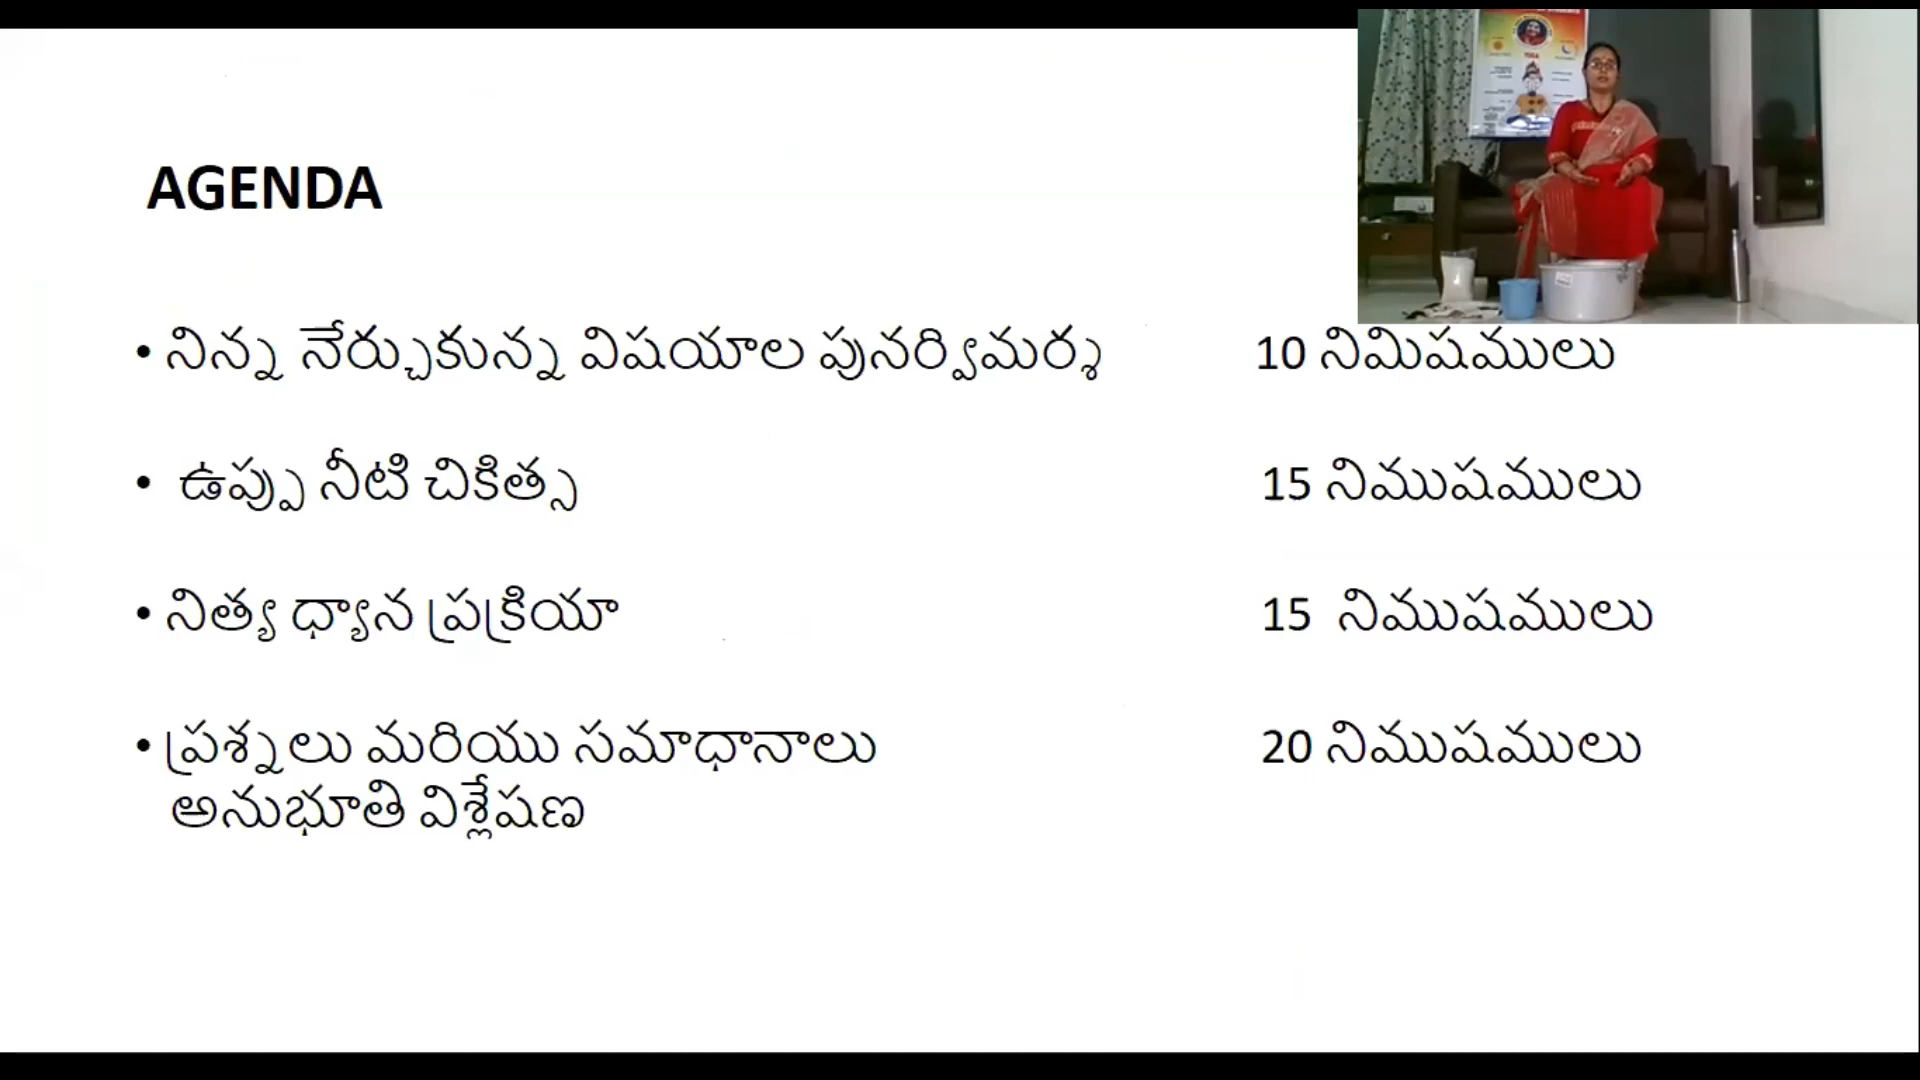 AGENDA
• నిన్న నేర్చుకున్న విషయాల పునర్విమర్శ 10 నిమిషములు
• ఉప్పు నీటి చికిత్స 15 నిముషములు
• నిత్య ధ్యాన ప్రక్రియా 15 నిముషములు
• ప్రశ్నలు మరియు సమాధానాలు 20 నిముషములు
అనుభూతి విశ్లేషణ